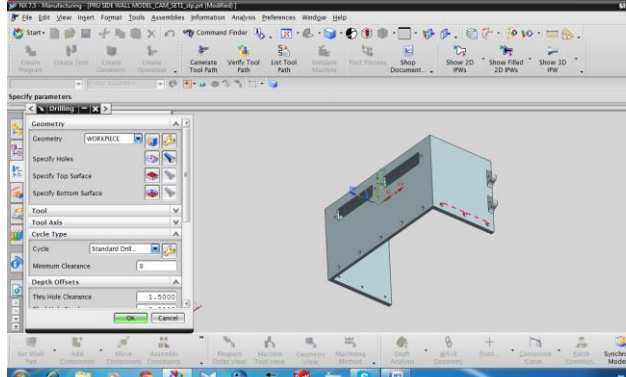 NX 7.5 - Manufacturing - [PRU SIDE WALL MODEL_CAM_SET1_stp.prt (Modified) ]
File Edit View Insert Format Tools Assemblies Information Analysis Preferences Window Help
Start Command Finder
Create Program Create Tool Create Geometry Create Operation Generate Tool Path Verify Tool Path List Tool Path Simulate Machine Post Process Shop Document... Show 2D IPWs Show Filled 2D IPWs Show 3D IPW
Specify parameters
Drilling
Geometry
Geometry WORKPIECE
Specify Holes
Specify Top Surface
Specify Bottom Surface
Tool
Tool Axis
Cycle Type
Cycle Standard Drill...
Minimum Clearance 0
Depth Offsets
Thru Hole Clearance 1.5000
OK Cancel
Set Work Part Add Component Move Component Assembly Constraints Program Order View Machine Tool View Geometry View Machining Method Draft Analysis WAVE Geometry Point... Composite Curve... Patch Openings... Synchro Mode